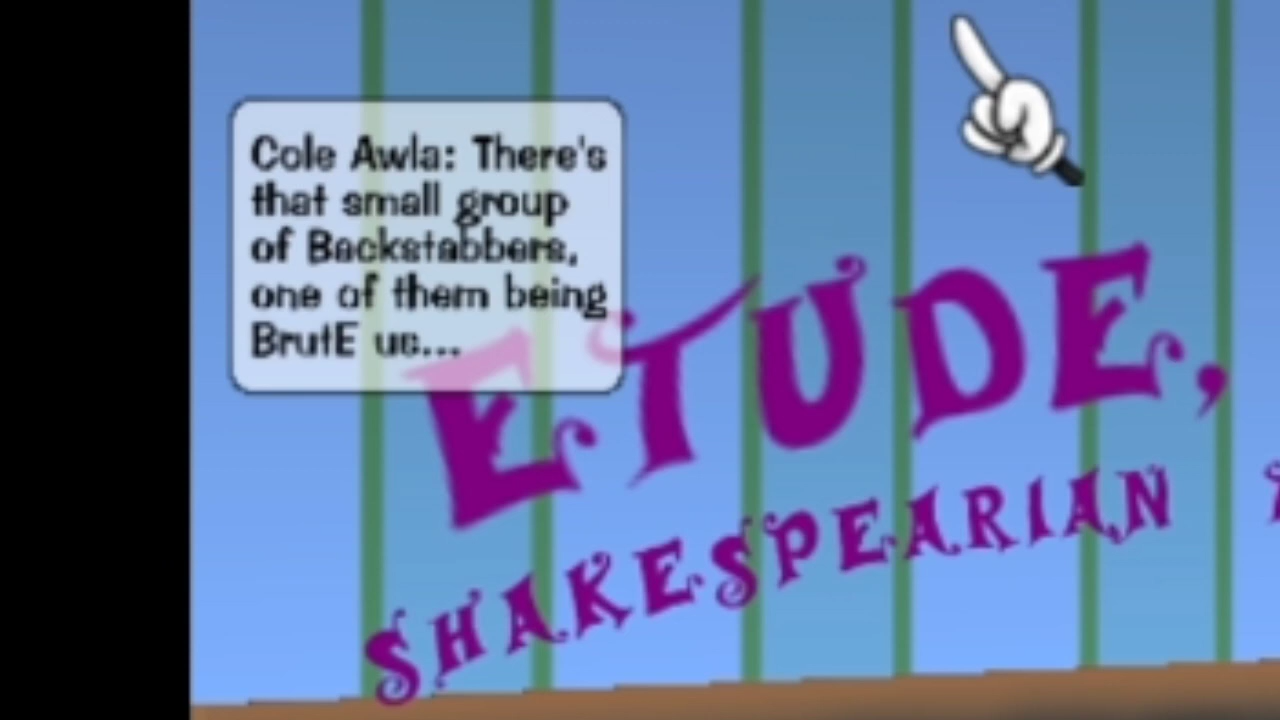 Cole Awla: There's
that small group
of Backstabbers,
one of them being
BrutE us...
ETUDE,
SHAKESPEARIAN